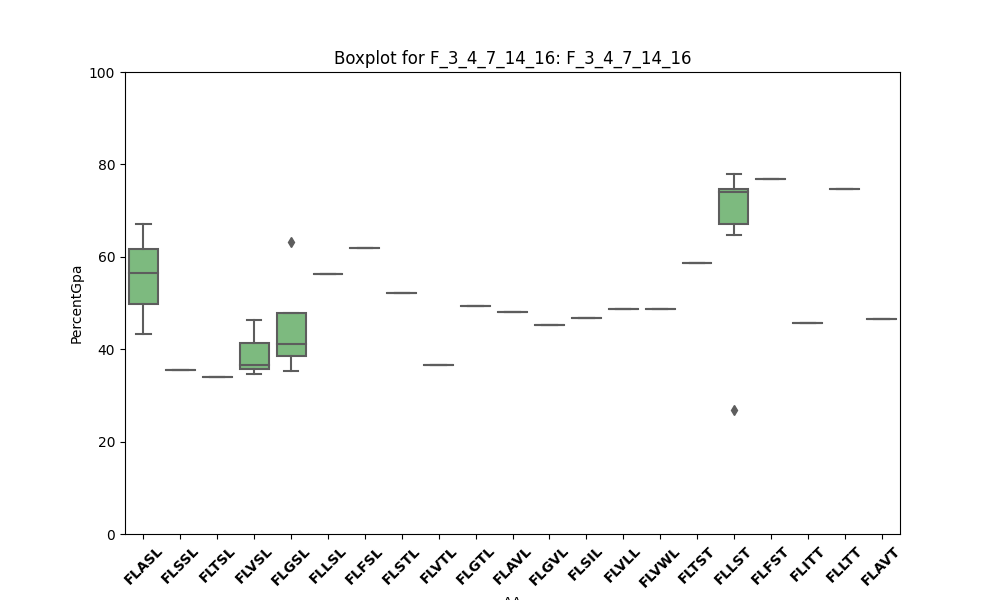 Boxplot for F_3_4_7_14_16: F_3_4_7_14_16
PercentGpa
100
80
60
40
20
0
FLASL
FLSSL
FLTSL
FLVSL
FLGSL
FLLSL
FLFSL
FLSTL
FLVTL
FLGTL
FLAVL
FLGVL
FLSIL
FLVLL
FLVWL
FLTST
FLLST
FLFST
FLITT
FLLTT
FLAVT